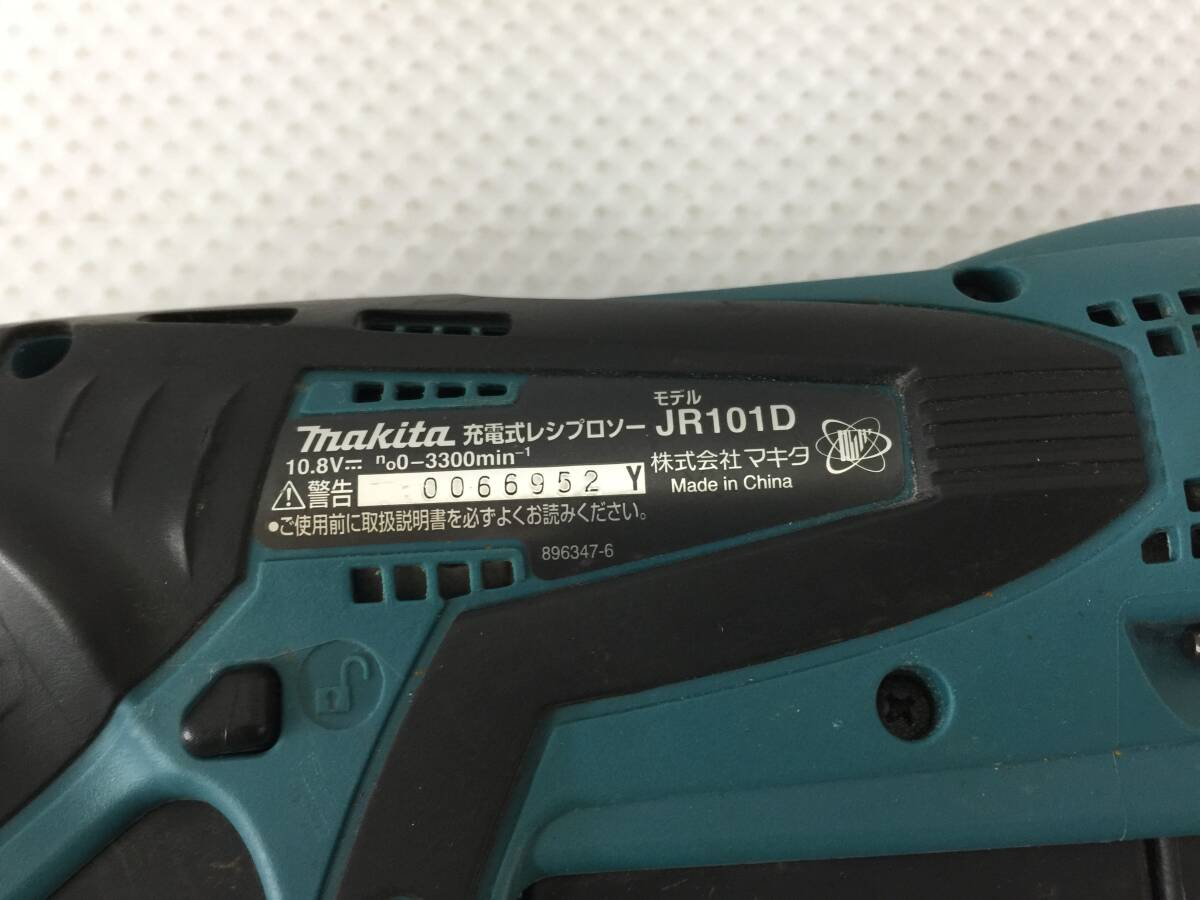 makita 充電式レシプロソー モデル JR101D
10.8V⎓ n₀0-3300min⁻¹ 株式会社マキタ
⚠警告 0066952 Y Made in China
●ご使用前に取扱説明書を必ずよくお読みください。
896347-6